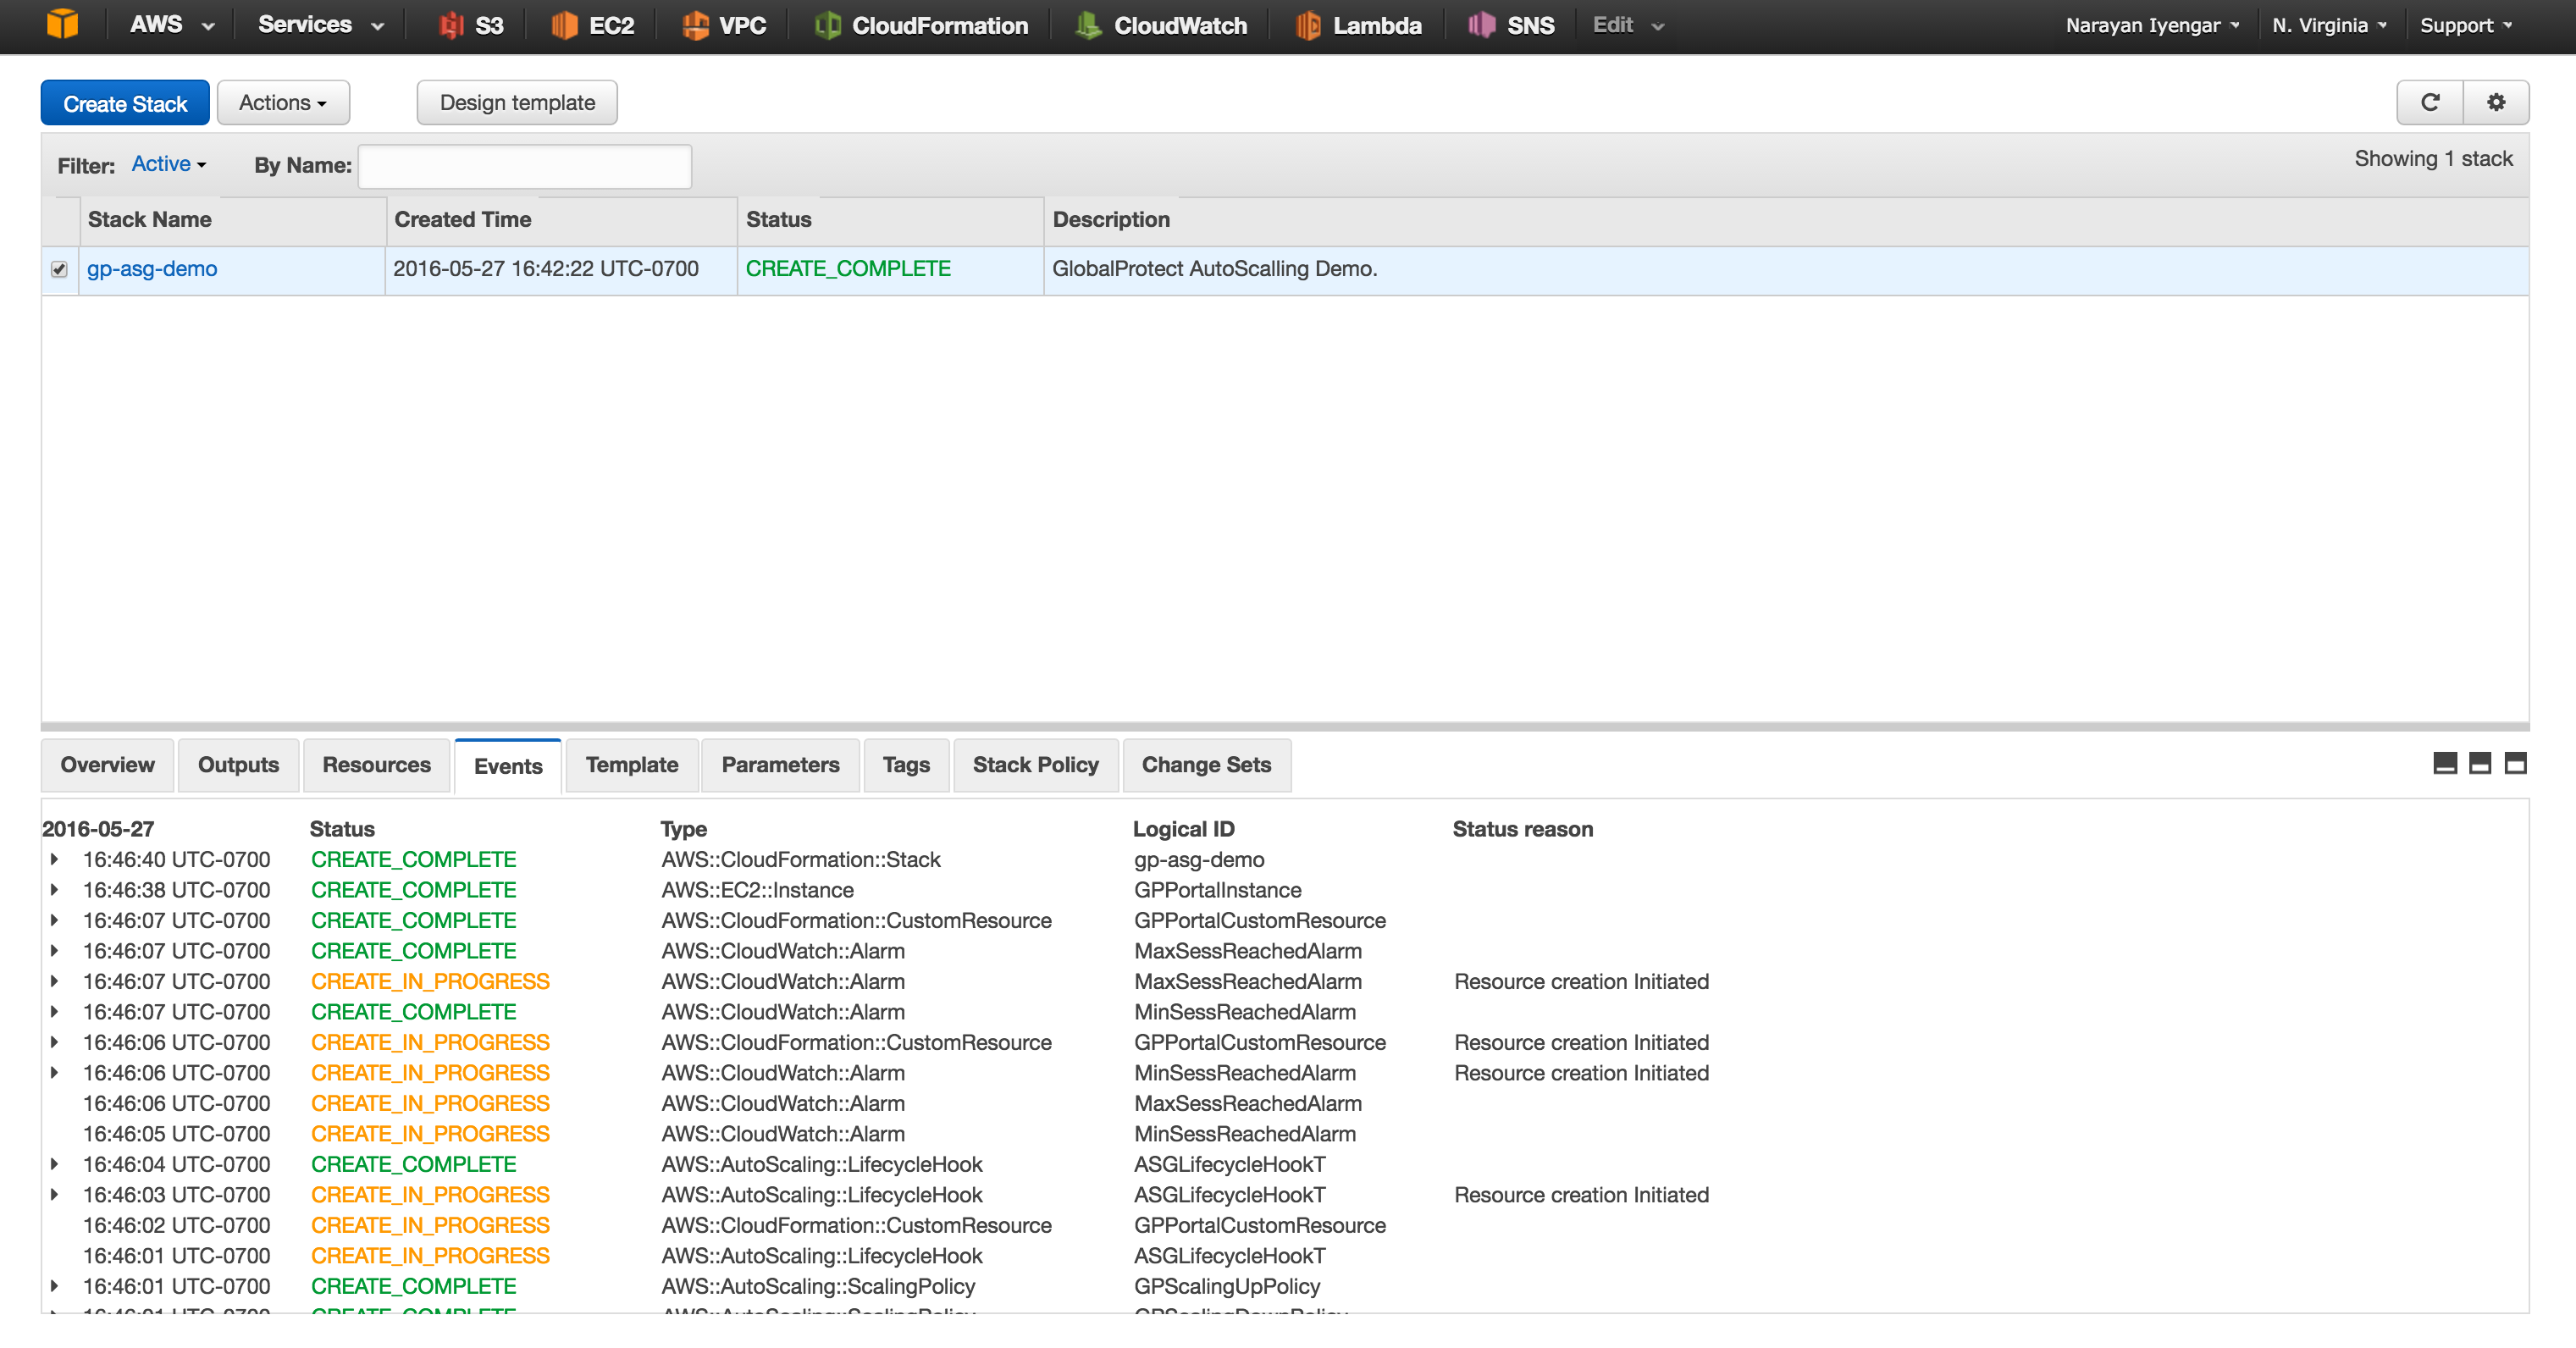 AWS Services S3 EC2 VPC CloudFormation CloudWatch Lambda SNS Edit Narayan Iyengar N. Virginia Support
Create Stack Actions Design template
Filter: Active By Name: Showing 1 stack
Stack Name Created Time Status Description
gp-asg-demo 2016-05-27 16:42:22 UTC-0700 CREATE_COMPLETE GlobalProtect AutoScalling Demo.
Overview Outputs Resources Events Template Parameters Tags Stack Policy Change Sets
2016-05-27 Status Type Logical ID Status reason
16:46:40 UTC-0700 CREATE_COMPLETE AWS::CloudFormation::Stack gp-asg-demo
16:46:38 UTC-0700 CREATE_COMPLETE AWS::EC2::Instance GPPortalInstance
16:46:07 UTC-0700 CREATE_COMPLETE AWS::CloudFormation::CustomResource GPPortalCustomResource
16:46:07 UTC-0700 CREATE_COMPLETE AWS::CloudWatch::Alarm MaxSessReachedAlarm
16:46:07 UTC-0700 CREATE_IN_PROGRESS AWS::CloudWatch::Alarm MaxSessReachedAlarm Resource creation Initiated
16:46:07 UTC-0700 CREATE_COMPLETE AWS::CloudWatch::Alarm MinSessReachedAlarm
16:46:06 UTC-0700 CREATE_IN_PROGRESS AWS::CloudFormation::CustomResource GPPortalCustomResource Resource creation Initiated
16:46:06 UTC-0700 CREATE_IN_PROGRESS AWS::CloudWatch::Alarm MinSessReachedAlarm Resource creation Initiated
16:46:06 UTC-0700 CREATE_IN_PROGRESS AWS::CloudWatch::Alarm MaxSessReachedAlarm
16:46:05 UTC-0700 CREATE_IN_PROGRESS AWS::CloudWatch::Alarm MinSessReachedAlarm
16:46:04 UTC-0700 CREATE_COMPLETE AWS::AutoScaling::LifecycleHook ASGLifecycleHookT
16:46:03 UTC-0700 CREATE_IN_PROGRESS AWS::AutoScaling::LifecycleHook ASGLifecycleHookT Resource creation Initiated
16:46:02 UTC-0700 CREATE_IN_PROGRESS AWS::CloudFormation::CustomResource GPPortalCustomResource
16:46:01 UTC-0700 CREATE_IN_PROGRESS AWS::AutoScaling::LifecycleHook ASGLifecycleHookT
16:46:01 UTC-0700 CREATE_COMPLETE AWS::AutoScaling::ScalingPolicy GPScalingUpPolicy
16:46:01 UTC-0700 CREATE_COMPLETE AWS::AutoScaling::ScalingPolicy GPScalingDownPolicy